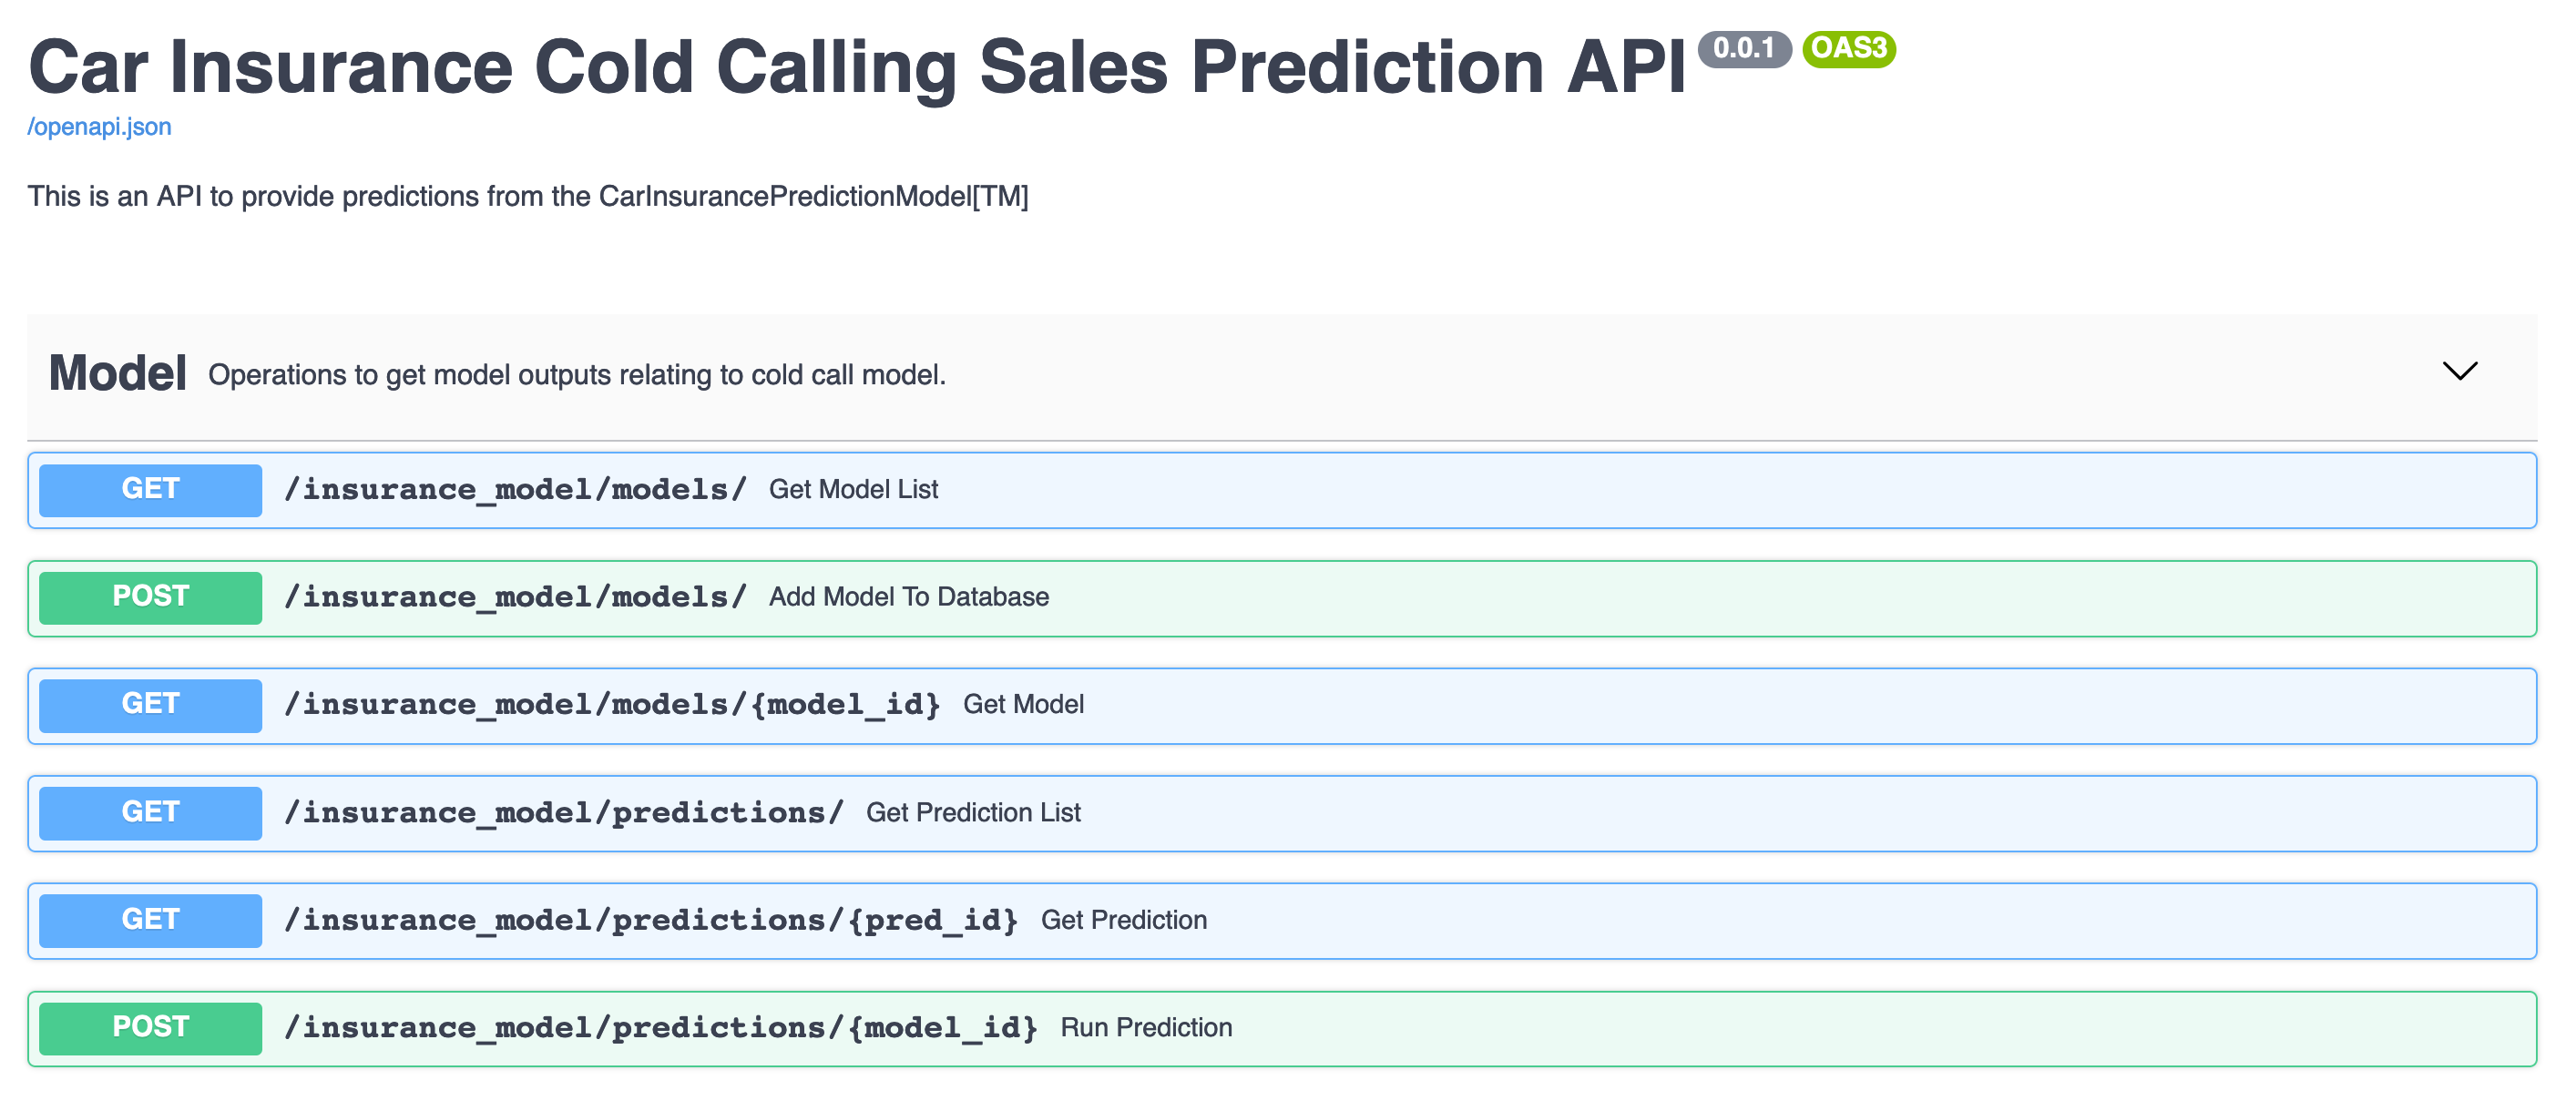 Car Insurance Cold Calling Sales Prediction API 0.0.1 OAS3
/openapi.json
This is an API to provide predictions from the CarInsurancePredictionModel[TM]
Model Operations to get model outputs relating to cold call model.
GET /insurance_model/models/ Get Model List
POST /insurance_model/models/ Add Model To Database
GET /insurance_model/models/{model_id} Get Model
GET /insurance_model/predictions/ Get Prediction List
GET /insurance_model/predictions/{pred_id} Get Prediction
POST /insurance_model/predictions/{model_id} Run Prediction